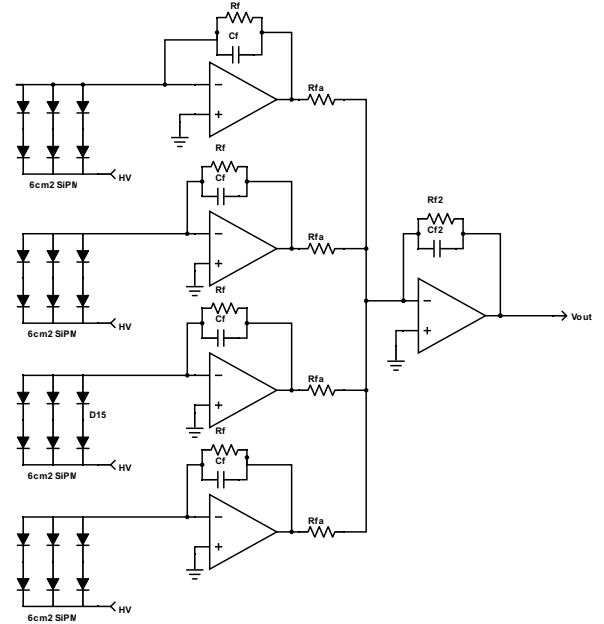 Rf
Cf
−
+
Rfa
HV
6cm2 SiPM
Rf
Cf
−
+
Rfa
HV
6cm2 SiPM
Rf2
Cf2
−
+
Vout
Rf
Cf
−
+
Rfa
D15
HV
6cm2 SiPM
Rf
Cf
−
+
Rfa
HV
6cm2 SiPM